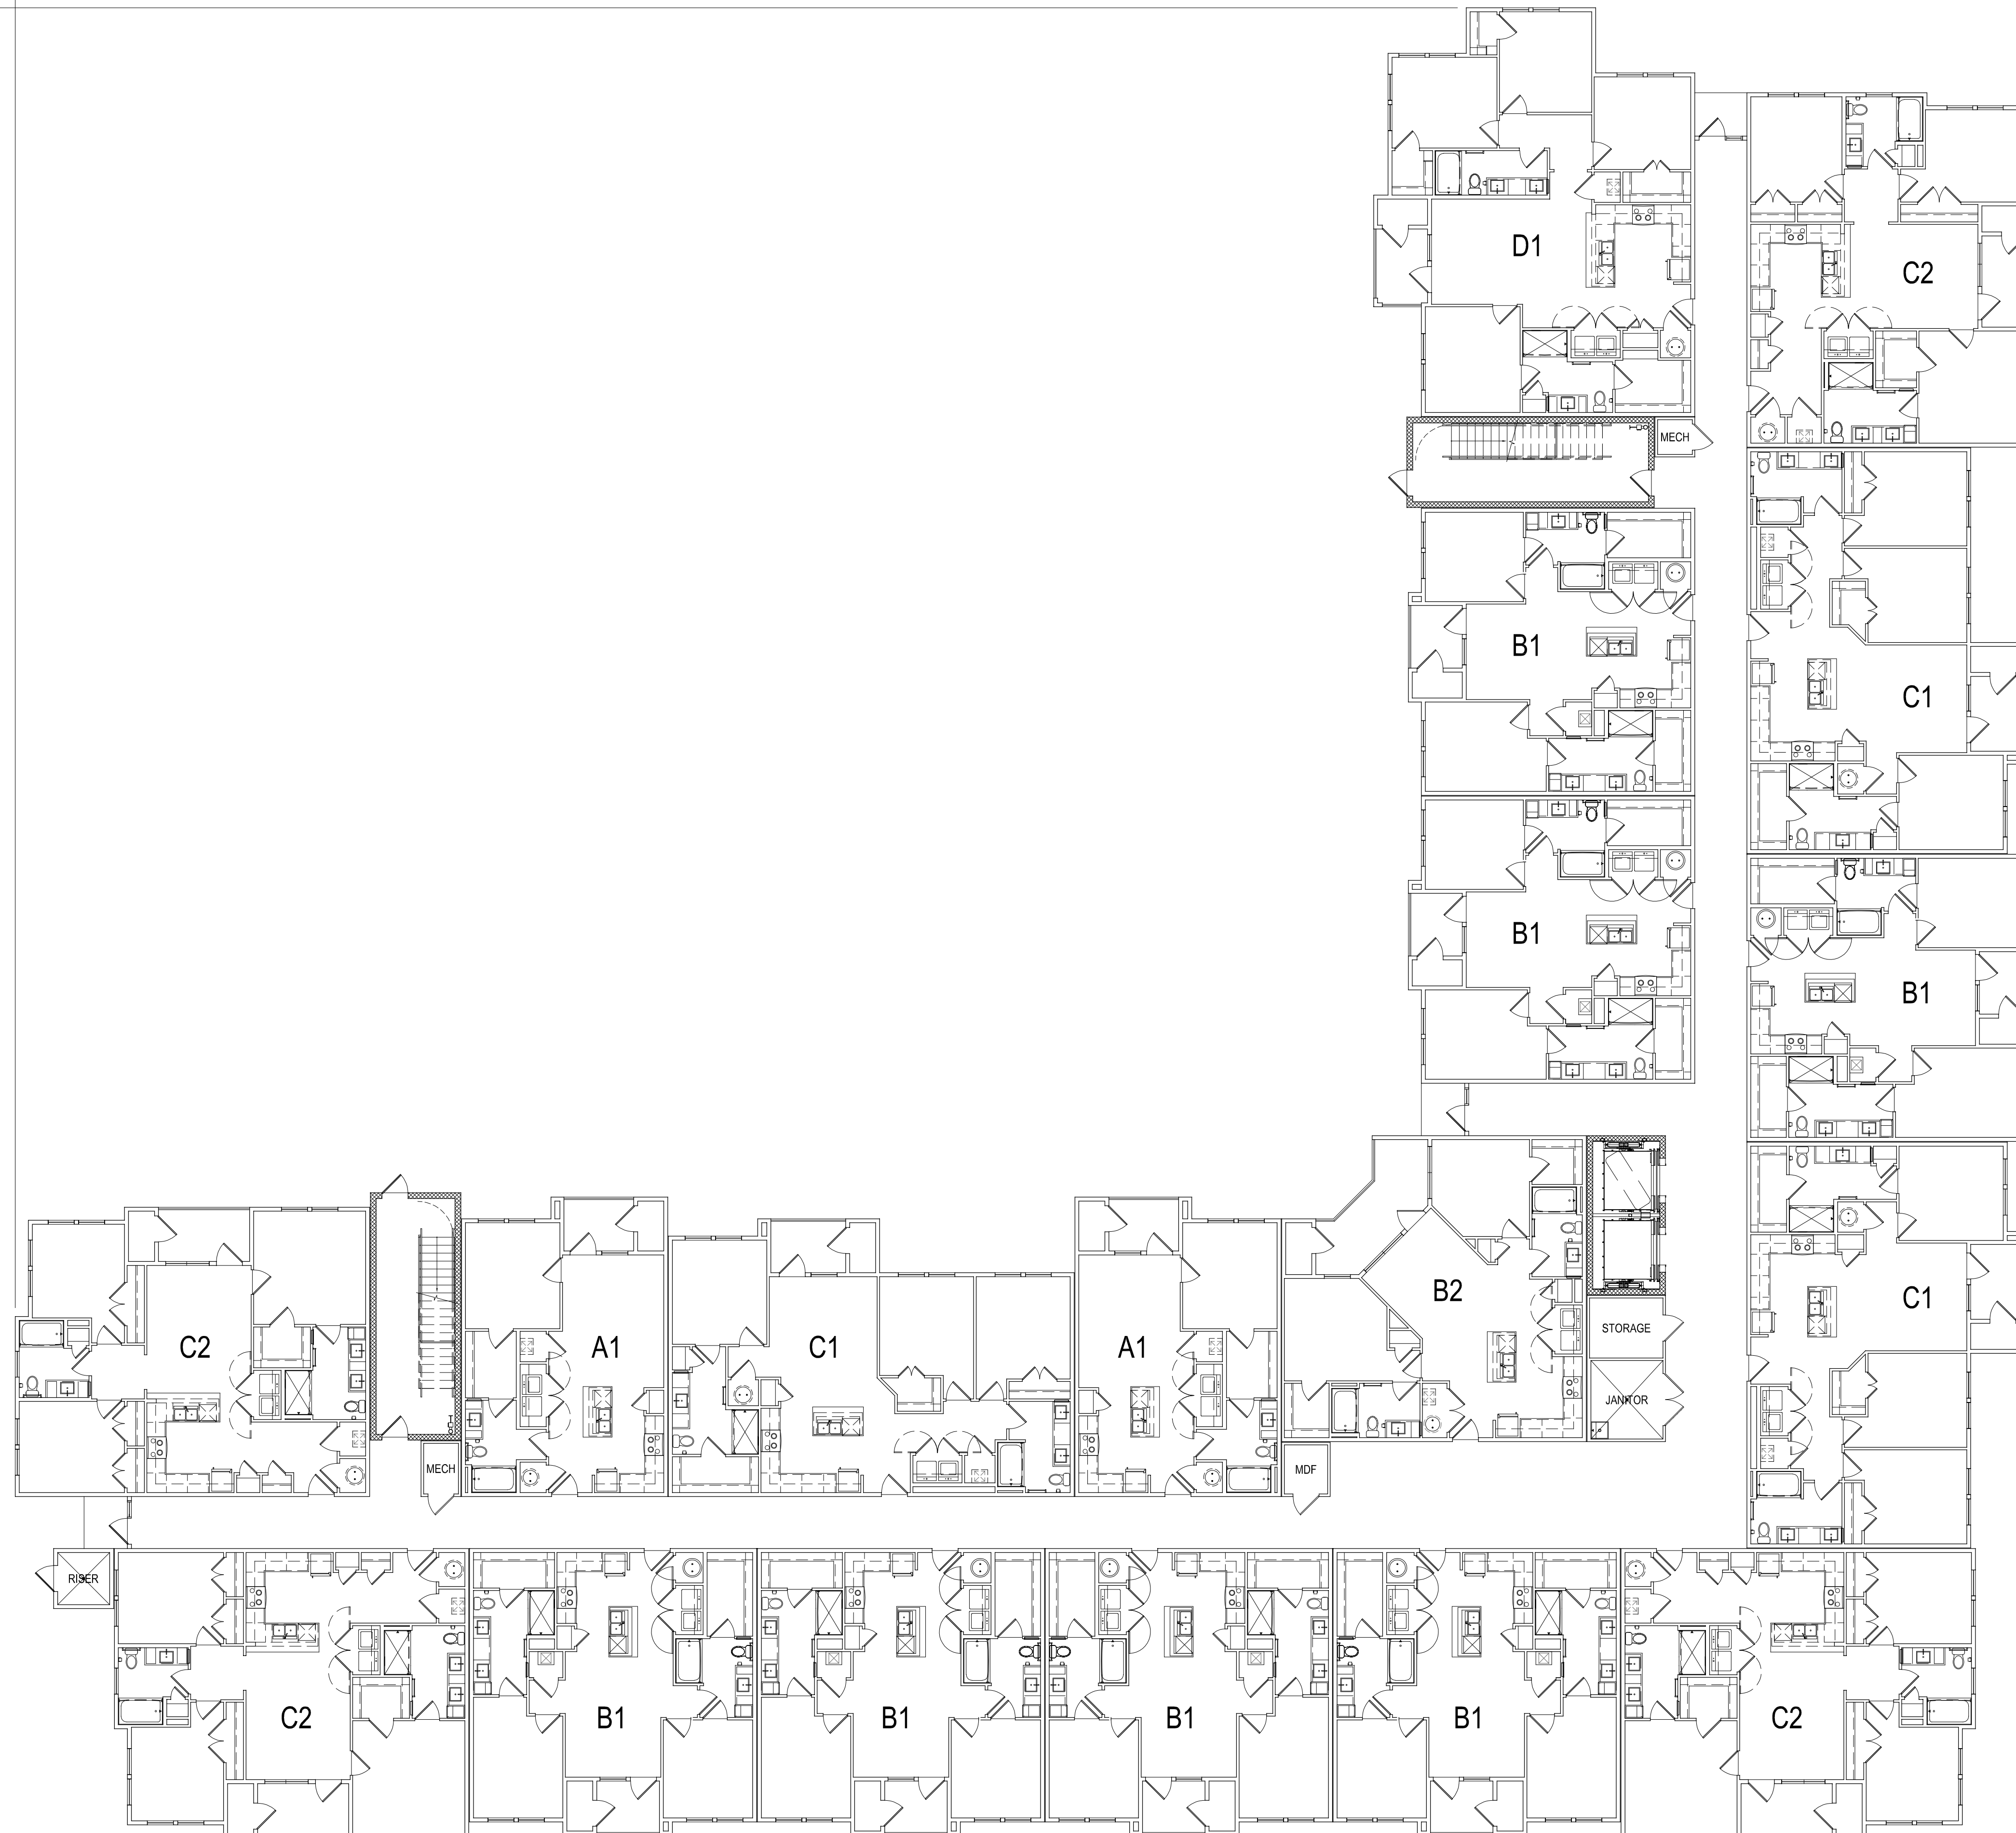 D1
C2
MECH
B1
C1
B1
B1
B2
C1
STORAGE
C2
A1
C1
A1
JANITOR
MECH
MDF
RISER
C2
B1
B1
B1
B1
C2